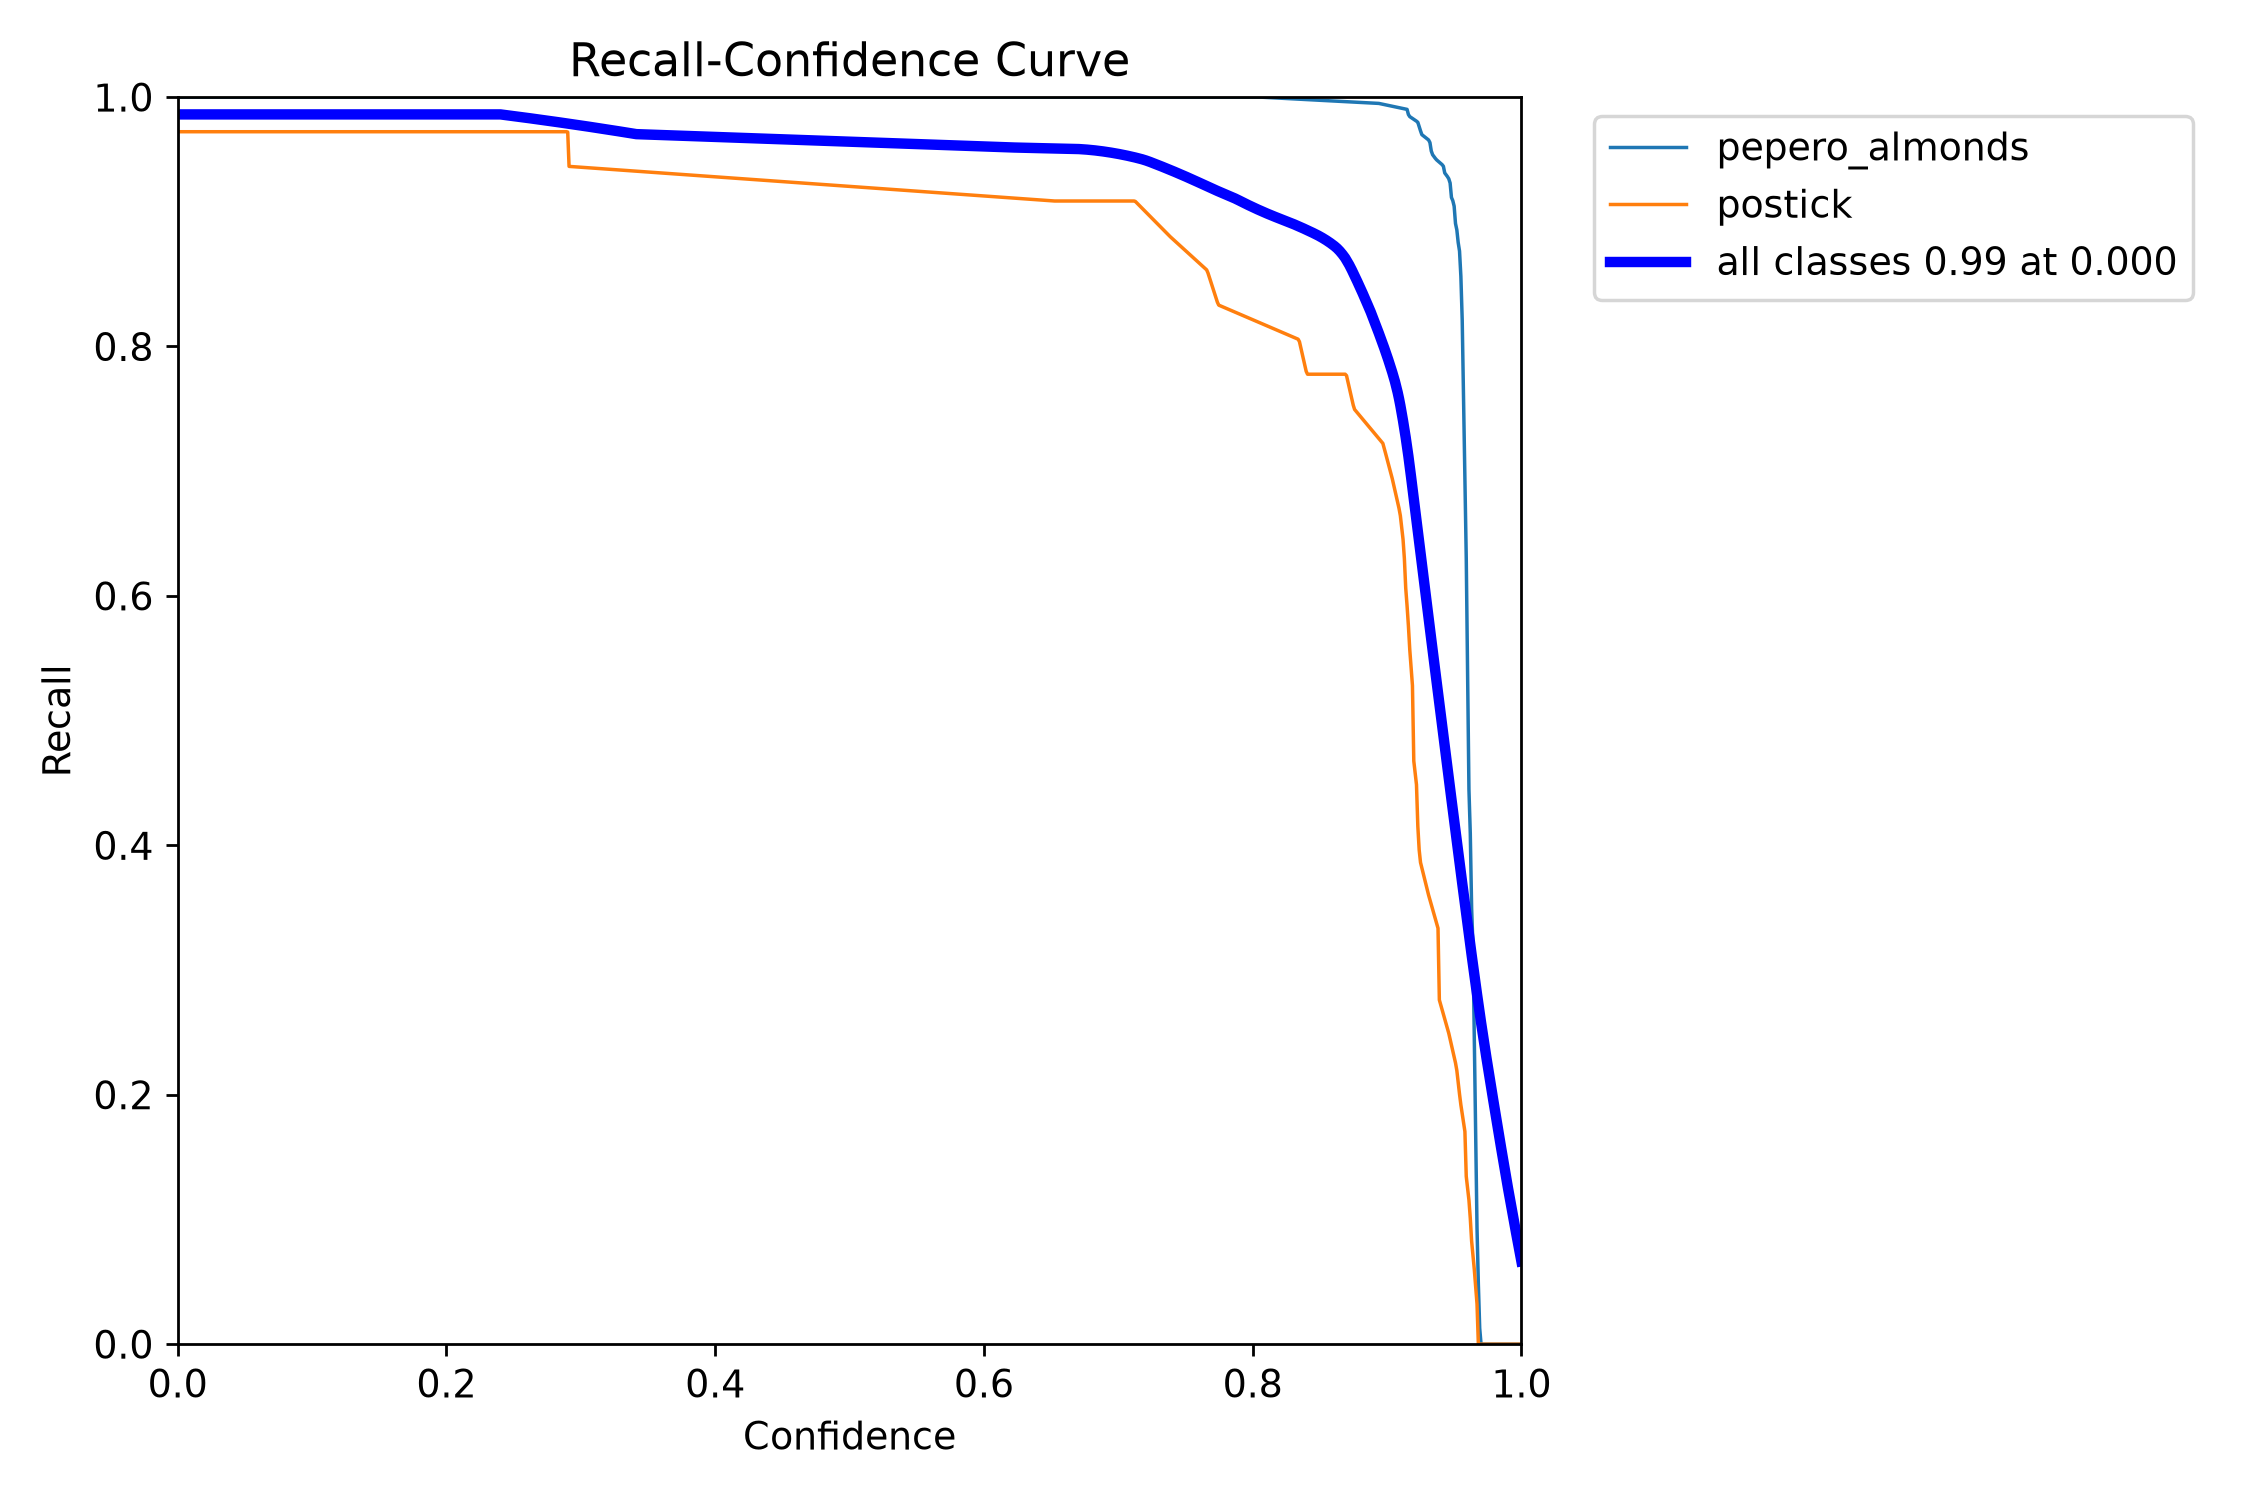 Recall-Confidence Curve
1.0
0.8
0.6
0.4
0.2
0.0
Recall
0.0 0.2 0.4 0.6 0.8 1.0
Confidence
pepero_almonds
postick
all classes 0.99 at 0.000